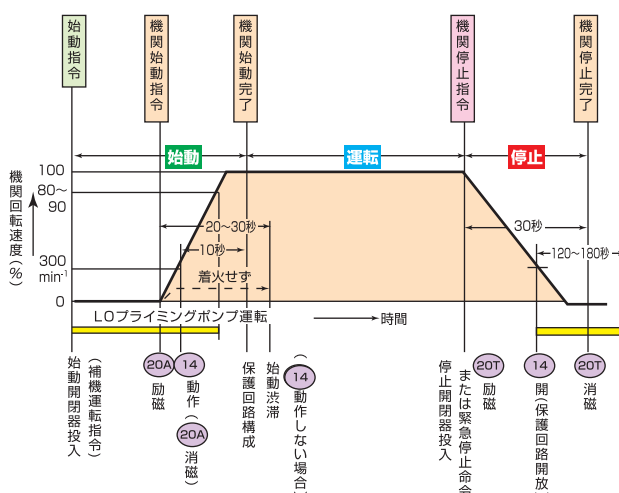 始動指令
機関始動指令
機関始動完了
機関停止指令
機関停止完了
始動
運転
停止
機関回転速度(%)
100
80〜
90
300
min-1
0
20〜30秒
10秒
着火せず
30秒
120〜180秒
LOプライミングポンプ運転
時間
始動開閉器投入
(補機運転指令)
20A
励磁
14
動作(20A消磁)
保護回路構成
始動渋滞
(14動作しない場合)
停止開閉器投入
または緊急停止命令
20T
励磁
14
開(保護回路開放)
20T
消磁